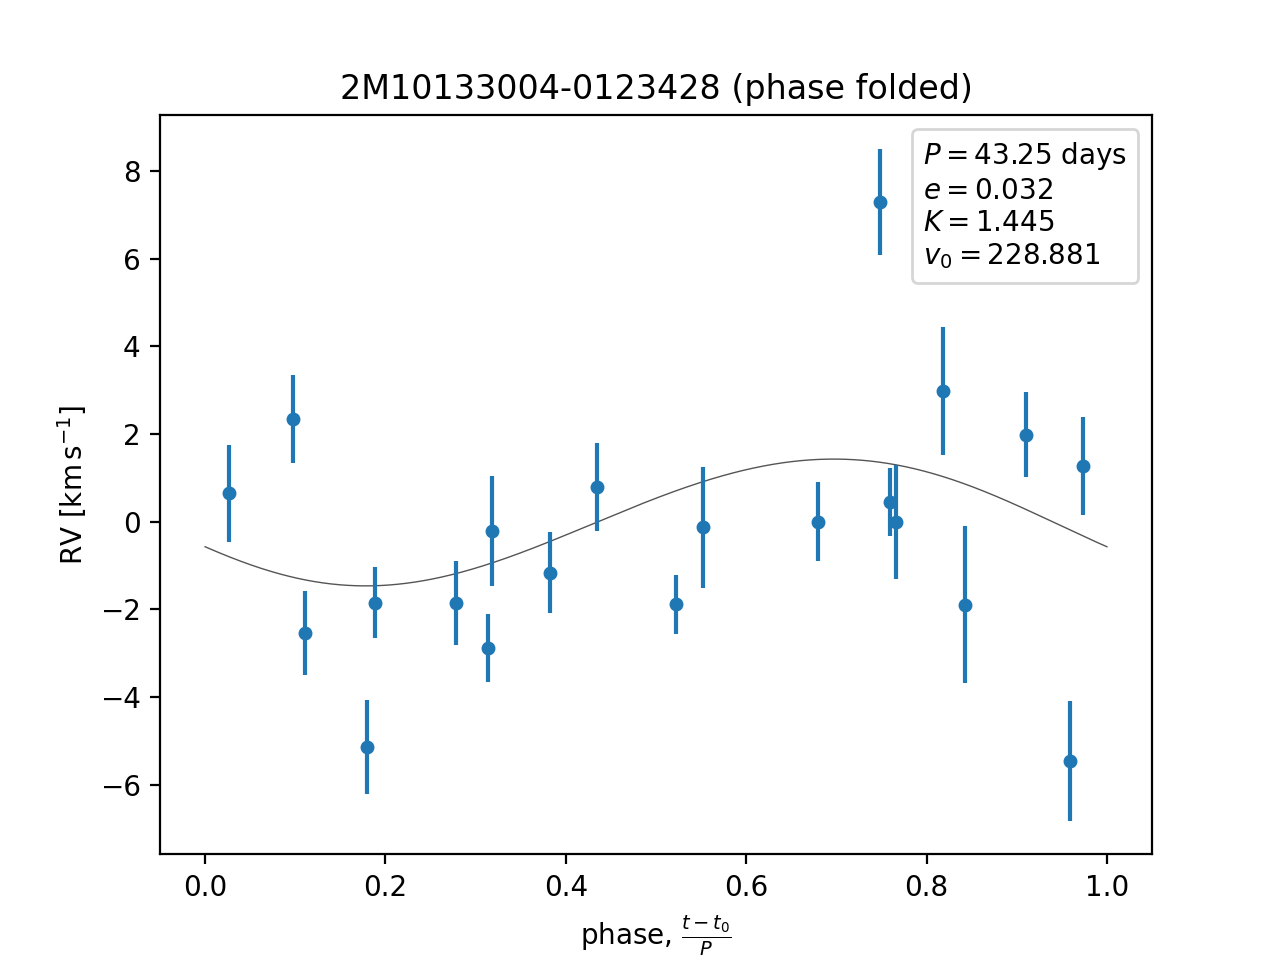 2M10133004-0123428 (phase folded)
P = 43.25 days
e = 0.032
K = 1.445
v₀ = 228.881
8
6
4
2
0
−2
−4
−6
RV [km s⁻¹]
0.0 0.2 0.4 0.6 0.8 1.0
phase, (t − t₀)/P